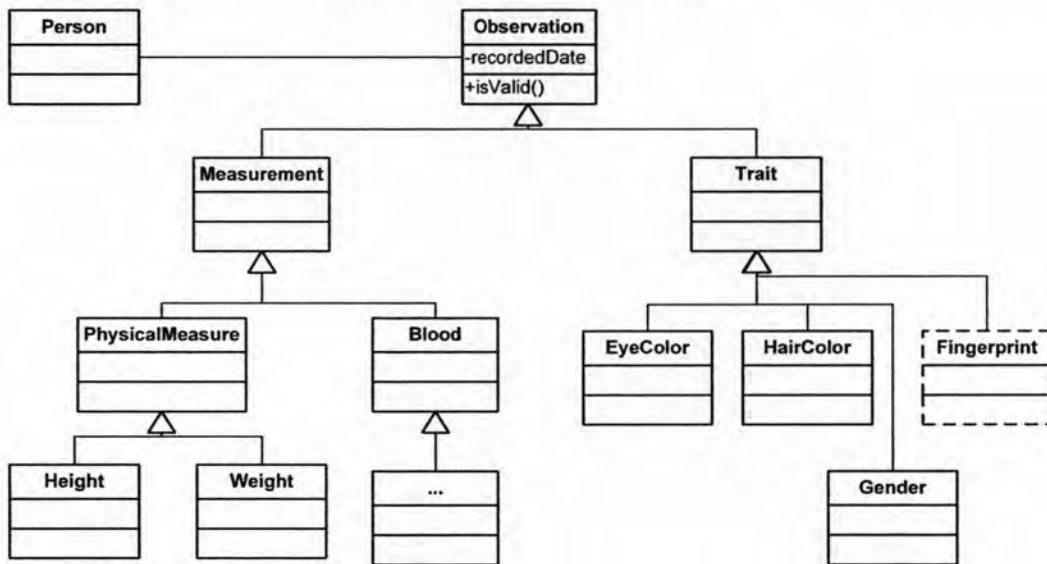 Person
Observation
-recordedDate
+isValid()
Measurement
Trait
PhysicalMeasure
Blood
EyeColor
HairColor
Fingerprint
Height
Weight
...
Gender